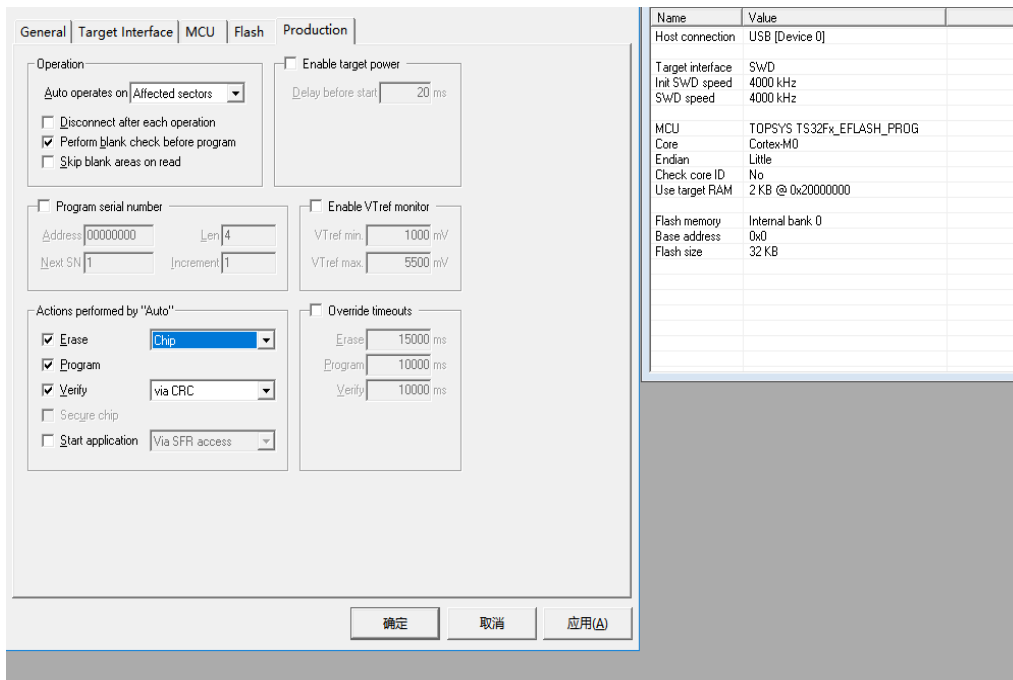 General Target Interface MCU Flash Production
Operation
Auto operates on Affected sectors
Disconnect after each operation
Perform blank check before program
Skip blank areas on read
Enable target power
Delay before start 20 ms
Program serial number
Address 00000000 Len 4
Next SN 1 Increment 1
Enable VTref monitor
VTref min. 1000 mV
VTref max. 5500 mV
Actions performed by "Auto"
Erase Chip
Program
Verify via CRC
Secure chip
Start application Via SFR access
Override timeouts
Erase 15000 ms
Program 10000 ms
Verify 10000 ms
确定 取消 应用(A)
Name Value
Host connection USB [Device 0]
Target interface SWD
Init SWD speed 4000 kHz
SWD speed 4000 kHz
MCU TOPSYS TS32Fx_EFLASH_PROG
Core Cortex-M0
Endian Little
Check core ID No
Use target RAM 2 KB @ 0x20000000
Flash memory Internal bank 0
Base address 0x0
Flash size 32 KB